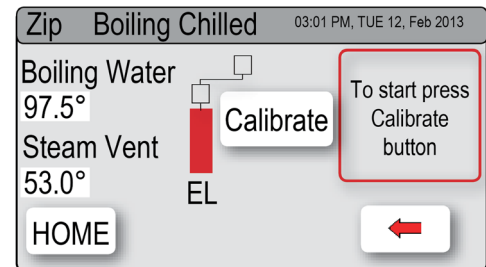 Zip Boiling Chilled 03:01 PM, TUE 12, Feb 2013
Boiling Water
97.5°
Steam Vent
53.0°
EL
Calibrate
To start press
Calibrate
button
HOME